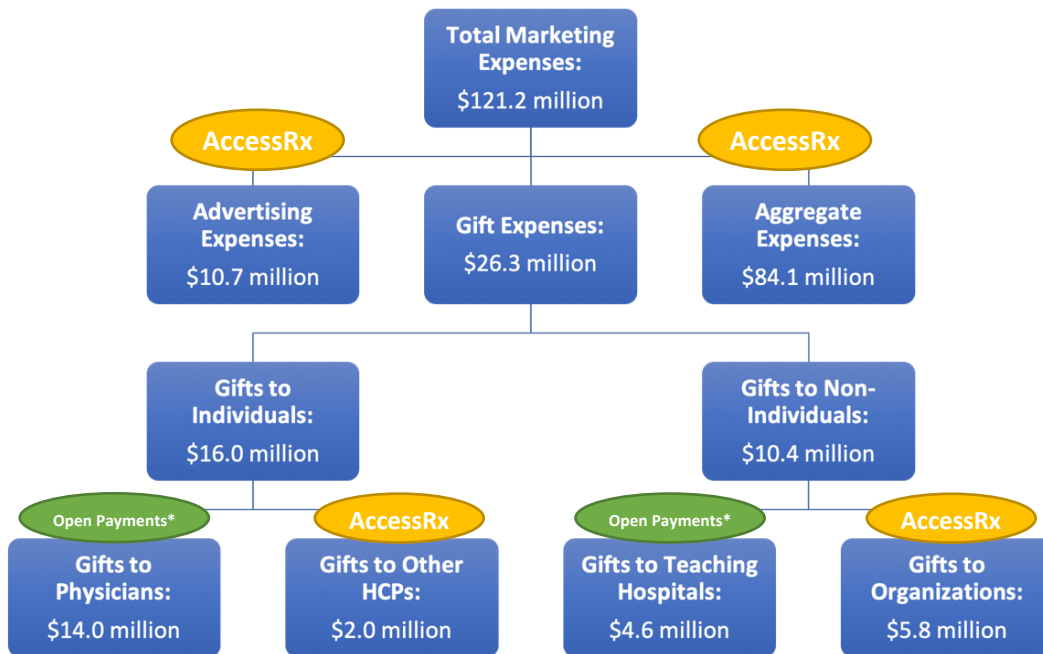 Total Marketing
Expenses:
$121.2 million
AccessRx
AccessRx
Advertising
Expenses:
$10.7 million
Gift Expenses:
$26.3 million
Aggregate
Expenses:
$84.1 million
Gifts to
Individuals:
$16.0 million
Gifts to Non-
Individuals:
$10.4 million
Open Payments*
AccessRx
Open Payments*
AccessRx
Gifts to
Physicians:
$14.0 million
Gifts to Other
HCPs:
$2.0 million
Gifts to Teaching
Hospitals:
$4.6 million
Gifts to
Organizations:
$5.8 million